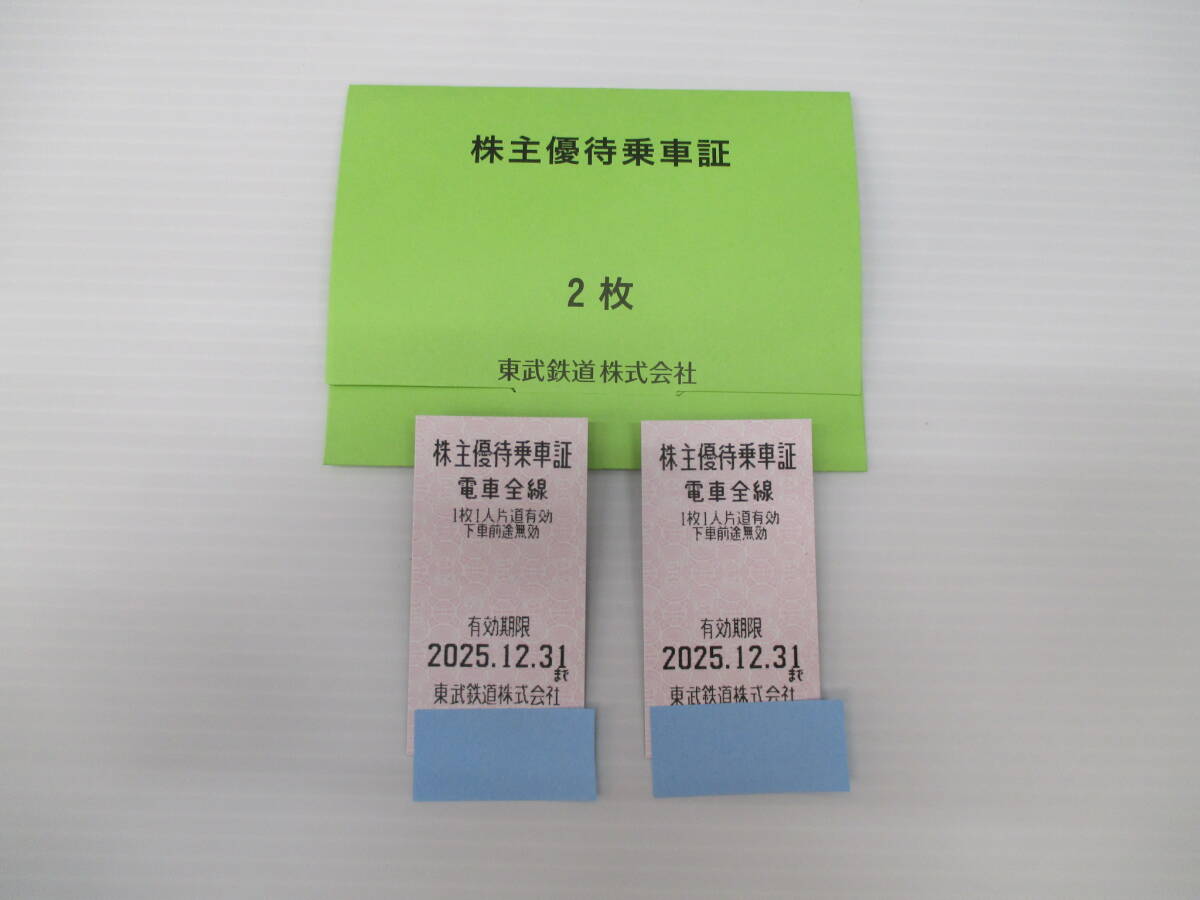 株主優待乗車証
2枚
東武鉄道株式会社
株主優待乗車証
電車全線
1枚1人片道有効
下車前途無効
有効期限
2025.12.31
まで
東武鉄道株式会社
株主優待乗車証
電車全線
1枚1人片道有効
下車前途無効
有効期限
2025.12.31
まで
東武鉄道株式会社